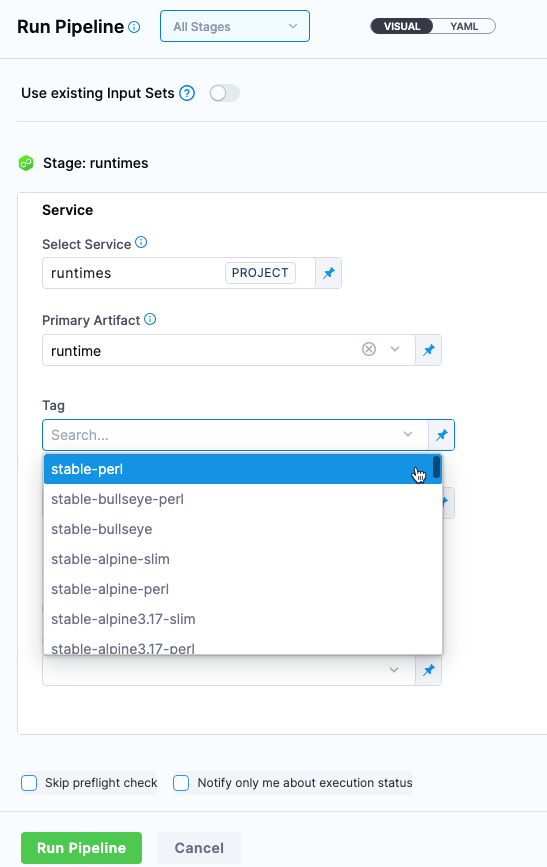 Run Pipeline
All Stages
VISUAL
YAML
Use existing Input Sets
Stage: runtimes
Service
Select Service
runtimes
PROJECT
Primary Artifact
runtime
Tag
Search...
stable-perl
stable-bullseye-perl
stable-bullseye
stable-alpine-slim
stable-alpine-perl
stable-alpine3.17-slim
stable-alpine3.17-perl
Skip preflight check
Notify only me about execution status
Run Pipeline
Cancel